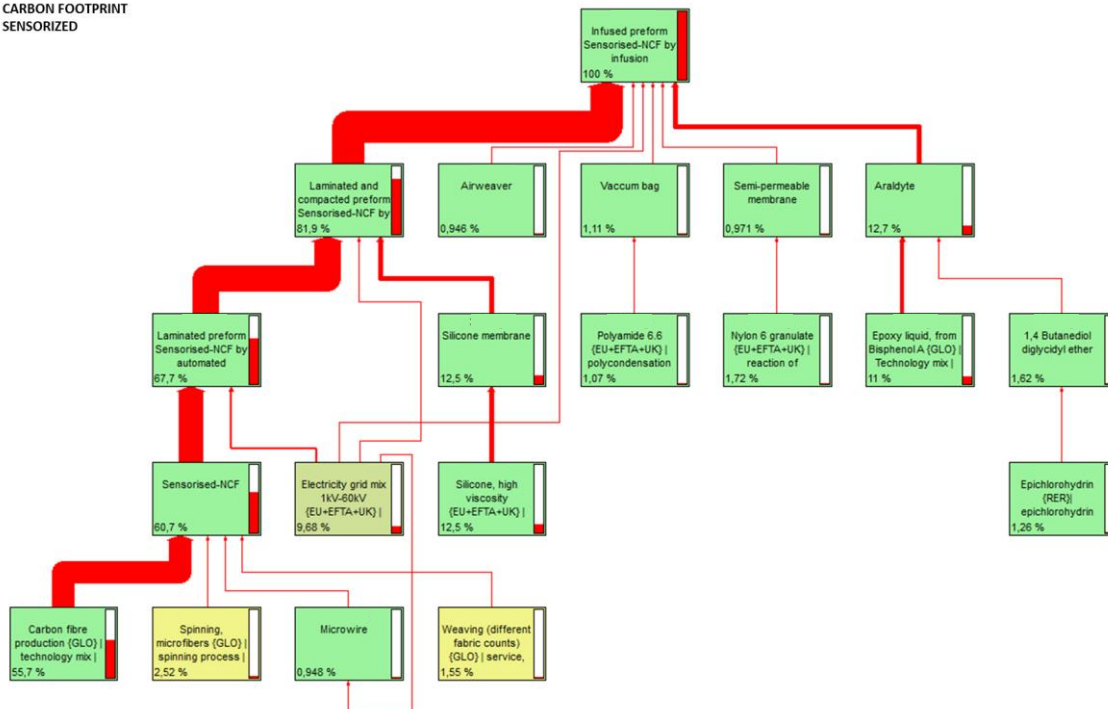 CARBON FOOTPRINT
SENSORIZED
Infused preform
Sensorised-NCF by
infusion
100 %
Laminated and
compacted preform
Sensorised-NCF by
81,9 %
Airweaver
0,946 %
Vaccum bag
1,11 %
Semi-permeable
membrane
0,971 %
Araldyte
12,7 %
Laminated preform
Sensorised-NCF by
automated
67,7 %
Silicone membrane
12,5 %
Polyamide 6.6
{EU+EFTA+UK} |
polycondensation
1,07 %
Nylon 6 granulate
{EU+EFTA+UK} |
reaction of
1,72 %
Epoxy liquid, from
Bisphenol A {GLO} |
Technology mix |
11 %
1,4 Butanediol
diglycidyl ether
1,62 %
Sensorised-NCF
60,7 %
Electricity grid mix
1kV-60kV
{EU+EFTA+UK} |
9,68 %
Silicone, high
viscosity
{EU+EFTA+UK} |
12,5 %
Epichlorohydrin
{RER}|
epichlorohydrin
1,26 %
Carbon fibre
production {GLO} |
technology mix |
55,7 %
Spinning,
microfibers {GLO} |
spinning process |
2,52 %
Microwire
0,948 %
Weaving (different
fabric counts)
{GLO} | service,
1,55 %